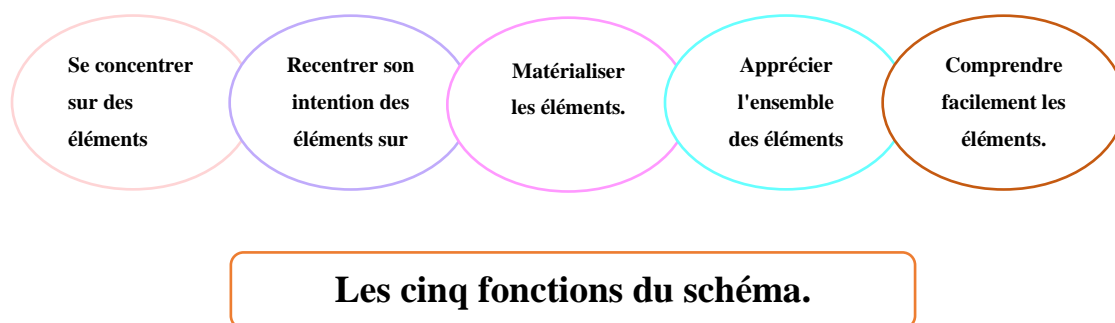 Se concentrer
sur des
éléments
Recentrer son
intention des
éléments sur
Matérialiser
les éléments.
Apprécier
l'ensemble
des éléments
Comprendre
facilement les
éléments.
Les cinq fonctions du schéma.